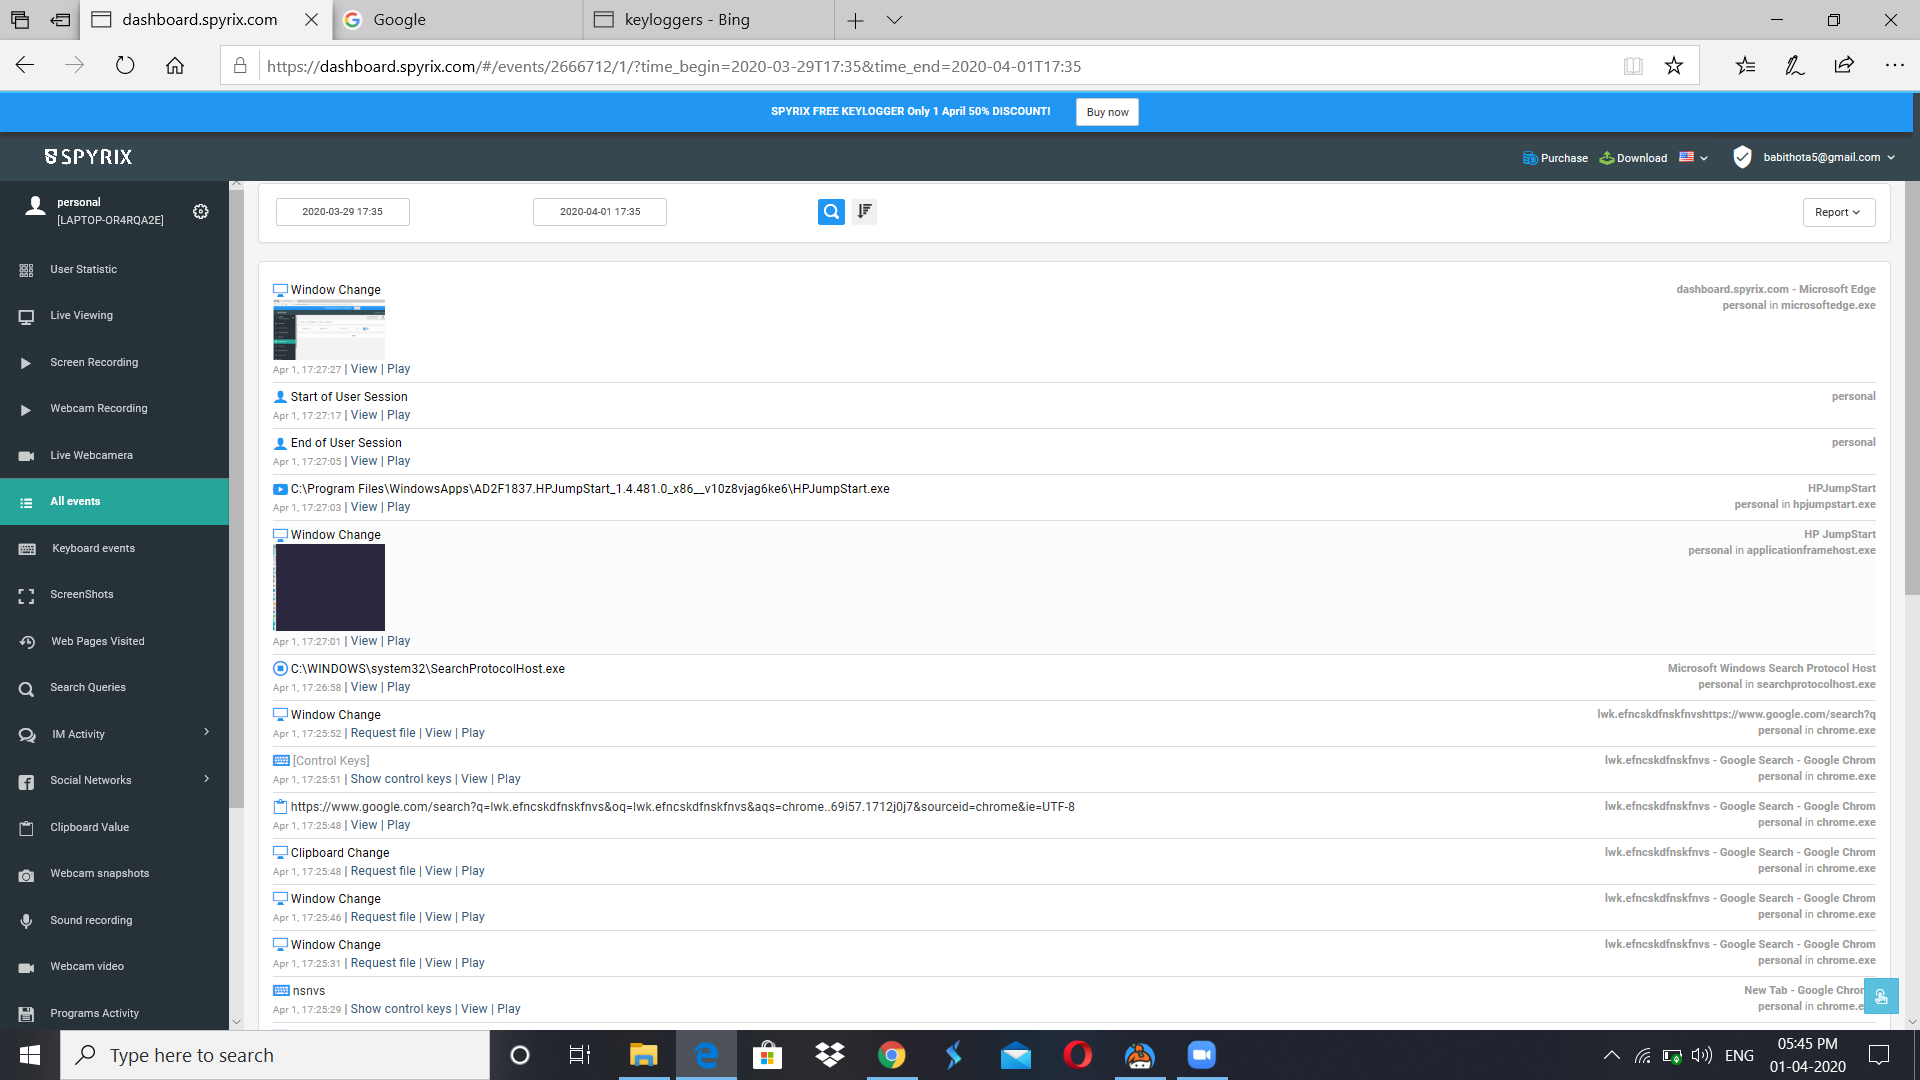 dashboard.spyrix.com
Google
keyloggers - Bing
https://dashboard.spyrix.com/#/events/2666712/1/?time_begin=2020-03-29T17:35&time_end=2020-04-01T17:35
SPYRIX FREE KEYLOGGER Only 1 April 50% DISCOUNT! Buy now
SPYRIX
Purchase Download babithota5@gmail.com
personal
[LAPTOP-OR4RQA2E]
User Statistic
Live Viewing
Screen Recording
Webcam Recording
Live Webcamera
All events
Keyboard events
ScreenShots
Web Pages Visited
Search Queries
IM Activity
Social Networks
Clipboard Value
Webcam snapshots
Sound recording
Webcam video
Programs Activity
2020-03-29 17:35 2020-04-01 17:35 Report
Window Change dashboard.spyrix.com - Microsoft Edge
personal in microsoftedge.exe
Apr 1, 17:27:27 | View | Play
Start of User Session personal
Apr 1, 17:27:17 | View | Play
End of User Session personal
Apr 1, 17:27:05 | View | Play
C:\Program Files\WindowsApps\AD2F1837.HPJumpStart_1.4.481.0_x86__v10z8vjag6ke6\HPJumpStart.exe HPJumpStart
Apr 1, 17:27:03 | View | Play personal in hpjumpstart.exe
Window Change HP JumpStart
personal in applicationframehost.exe
Apr 1, 17:27:01 | View | Play
C:\WINDOWS\system32\SearchProtocolHost.exe Microsoft Windows Search Protocol Host
Apr 1, 17:26:58 | View | Play personal in searchprotocolhost.exe
Window Change lwk.efncskdfnskfnvshttps://www.google.com/search?q
Apr 1, 17:25:52 | Request file | View | Play personal in chrome.exe
[Control Keys] lwk.efncskdfnskfnvs - Google Search - Google Chrom
Apr 1, 17:25:51 | Show control keys | View | Play personal in chrome.exe
https://www.google.com/search?q=lwk.efncskdfnskfnvs&oq=lwk.efncskdfnskfnvs&aqs=chrome..69i57.1712j0j7&sourceid=chrome&ie=UTF-8 lwk.efncskdfnskfnvs - Google Search - Google Chrom
Apr 1, 17:25:48 | View | Play personal in chrome.exe
Clipboard Change lwk.efncskdfnskfnvs - Google Search - Google Chrom
Apr 1, 17:25:48 | Request file | View | Play personal in chrome.exe
Window Change lwk.efncskdfnskfnvs - Google Search - Google Chrom
Apr 1, 17:25:46 | Request file | View | Play personal in chrome.exe
Window Change lwk.efncskdfnskfnvs - Google Search - Google Chrom
Apr 1, 17:25:31 | Request file | View | Play personal in chrome.exe
nsnvs New Tab - Google Chrom
Apr 1, 17:25:29 | Show control keys | View | Play personal in chrome.e
Type here to search
ENG
05:45 PM
01-04-2020